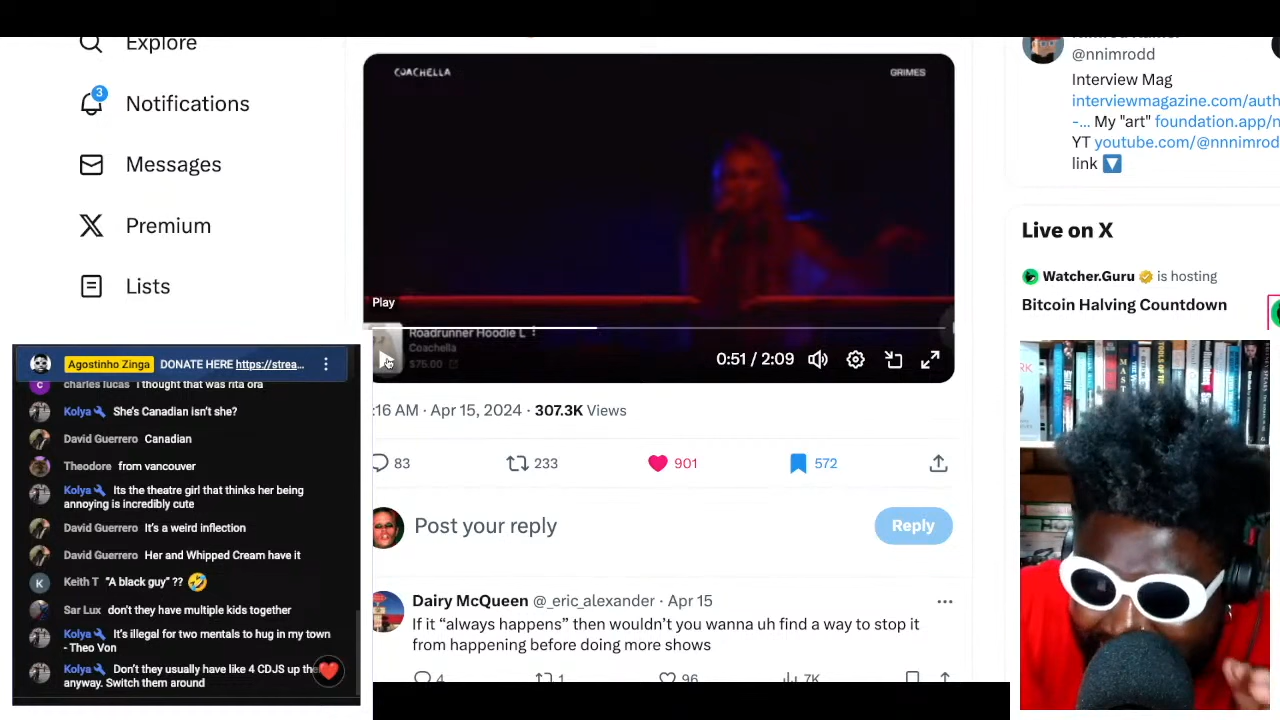 Explore
Notifications
3
Messages
Premium
Lists
COACHELLA
GRIMES
Play
Roadrunner Hoodie L
Coachella
$75.00
0:51 / 2:09
:16 AM · Apr 15, 2024 · 307.3K Views
83
233
901
572
Post your reply
Reply
Dairy McQueen @_eric_alexander · Apr 15
If it “always happens” then wouldn’t you wanna uh find a way to stop it
from happening before doing more shows
4
1
96
7K
@nnimrodd
Interview Mag
interviewmagazine.com/auth
-... My "art" foundation.app/n
YT youtube.com/@nnnimrod
link
Live on X
Watcher.Guru is hosting
Bitcoin Halving Countdown
Agostinho Zinga DONATE HERE https://strea...
charles lucas I thought that was rita ora
Kolya She's Canadian isn't she?
David Guerrero Canadian
Theodore from vancouver
Kolya Its the theatre girl that thinks her being
annoying is incredibly cute
David Guerrero It's a weird inflection
David Guerrero Her and Whipped Cream have it
K
Keith T "A black guy" ??
Sar Lux don't they have multiple kids together
Kolya It's illegal for two mentals to hug in my town
- Theo Von
Kolya Don't they usually have like 4 CDJS up the
anyway. Switch them around